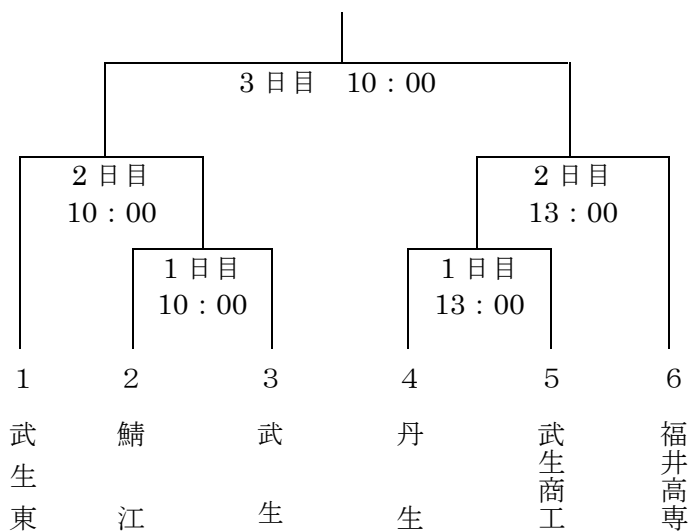 3日目 10:00
2日目
10:00
2日目
13:00
1日目
10:00
1日目
13:00
1 2 3 4 5 6
武生東
鯖江
武生
丹生
武生商工
福井高専